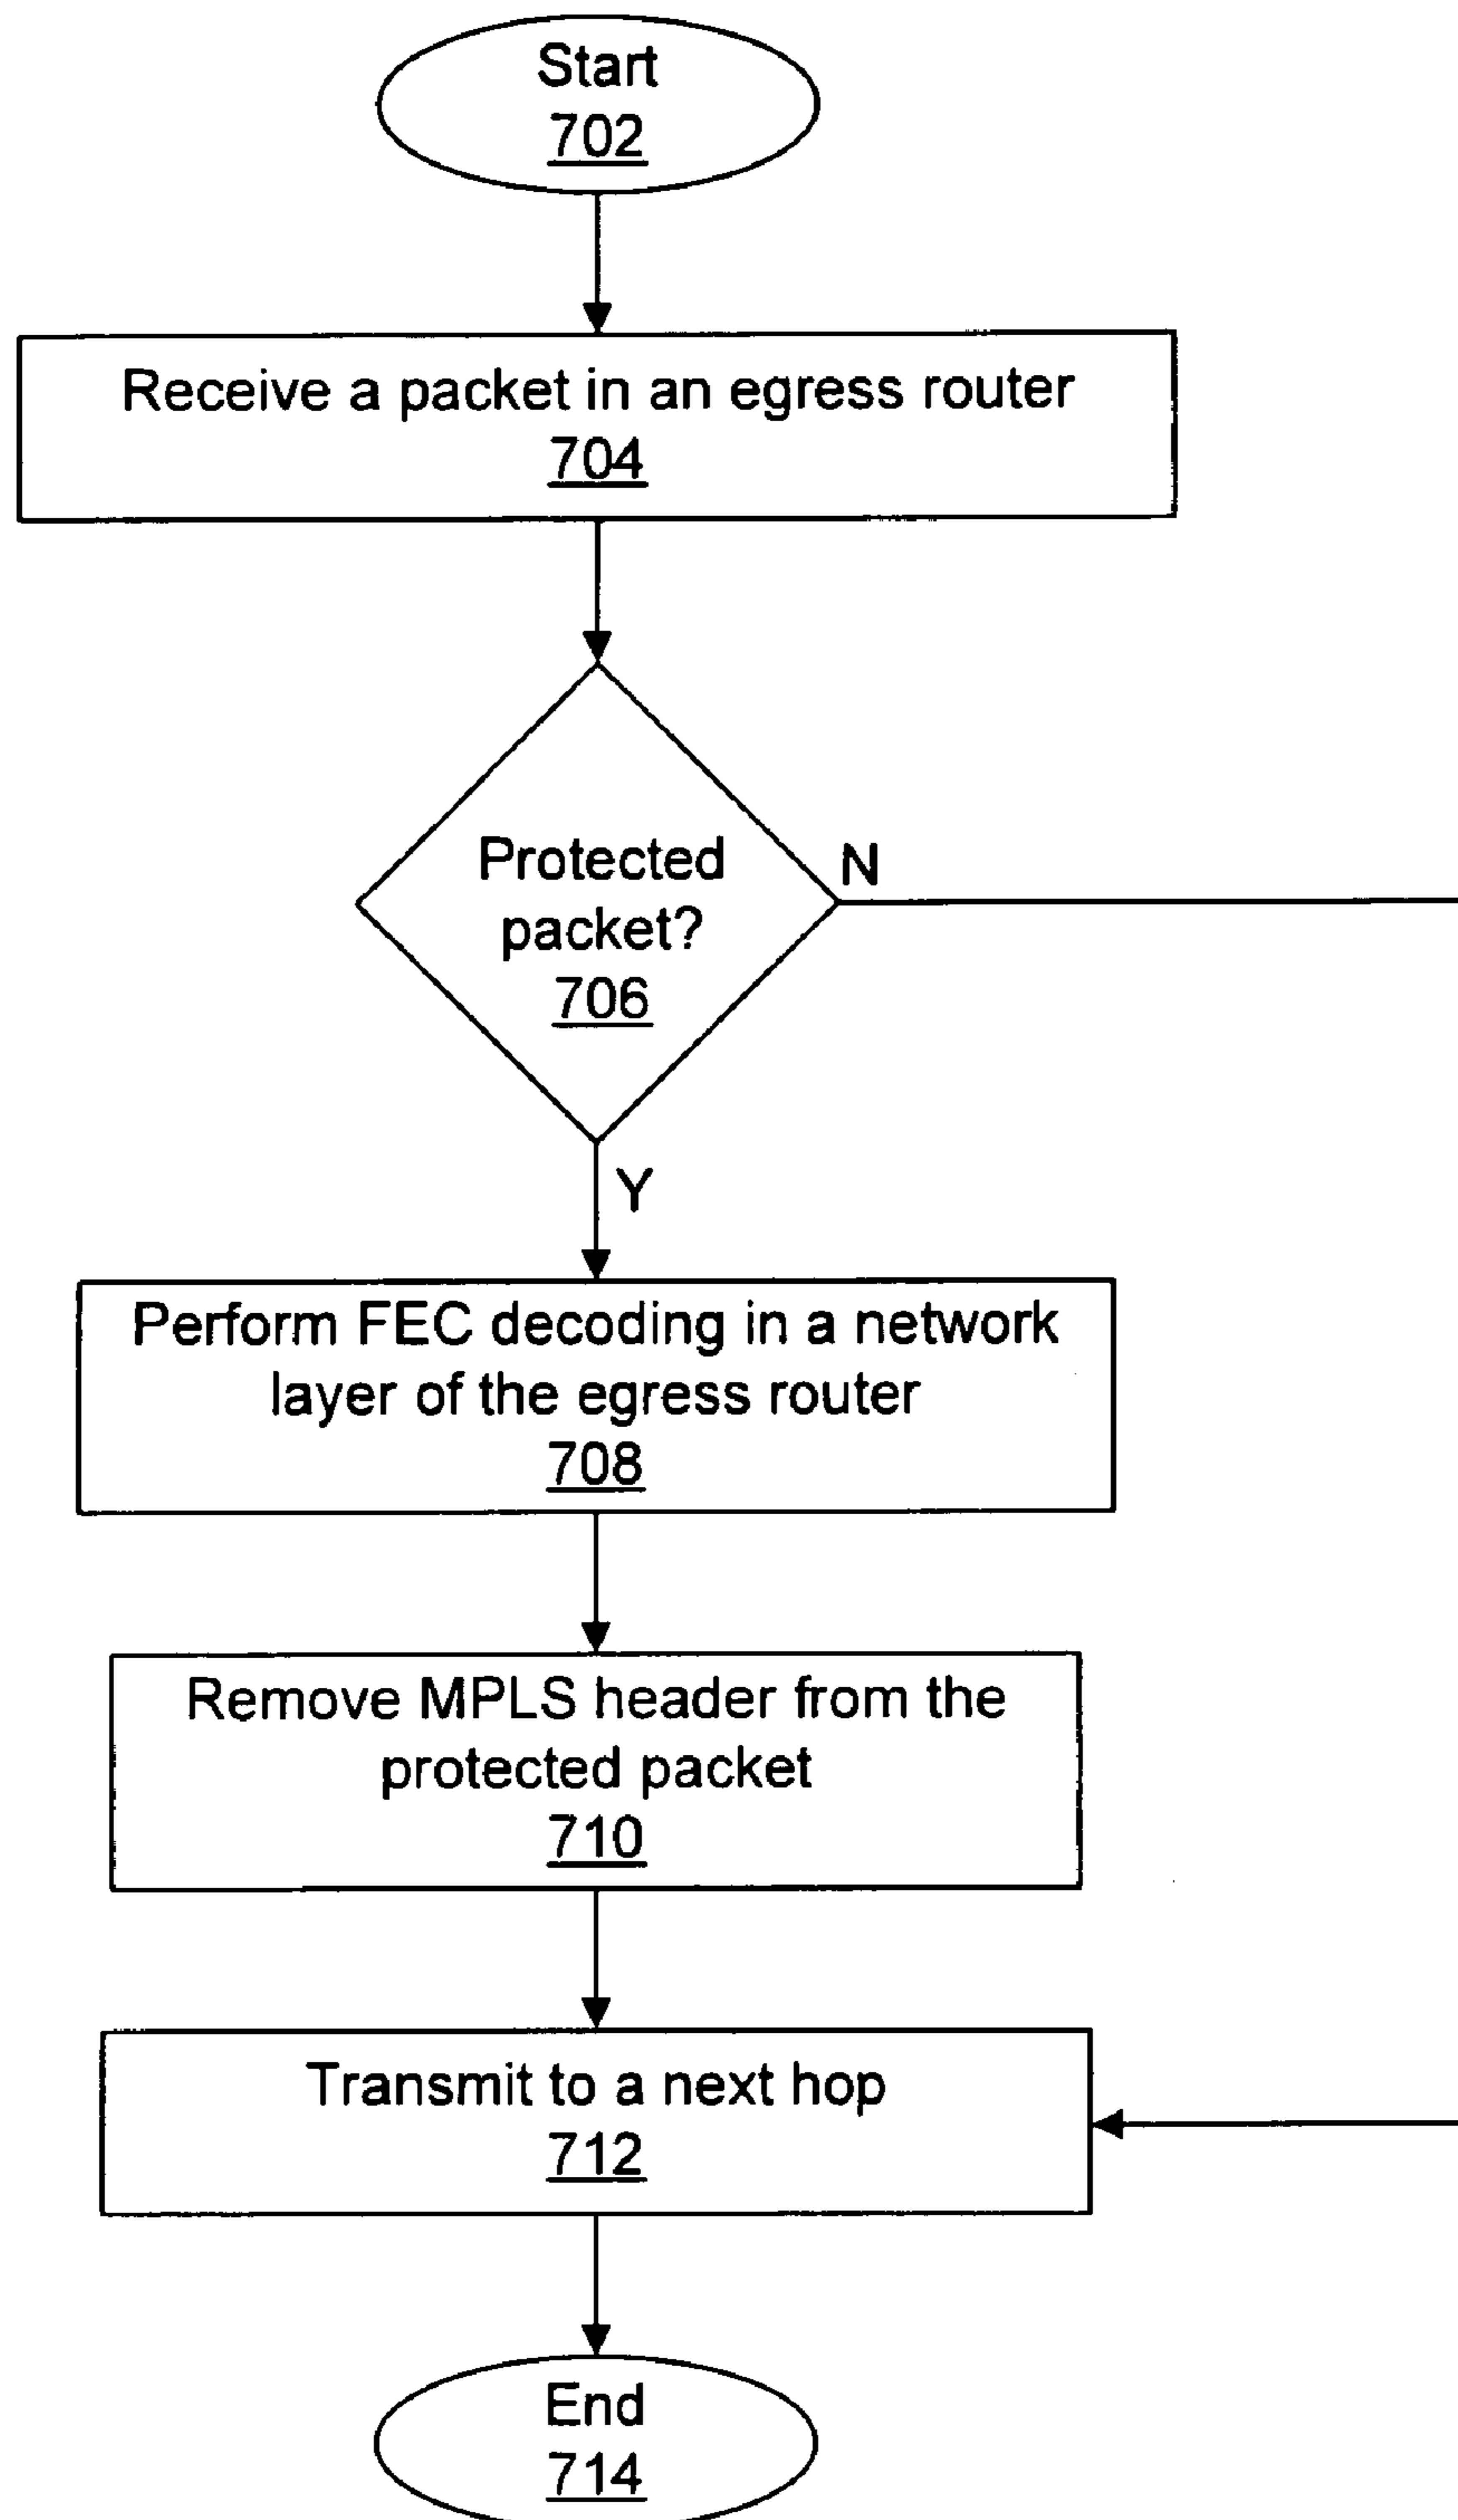 Start
702
Receive a packet in an egress router
704
Protected
packet?
706
N
Y
Perform FEC decoding in a network
layer of the egress router
708
Remove MPLS header from the
protected packet
710
Transmit to a next hop
712
End
714